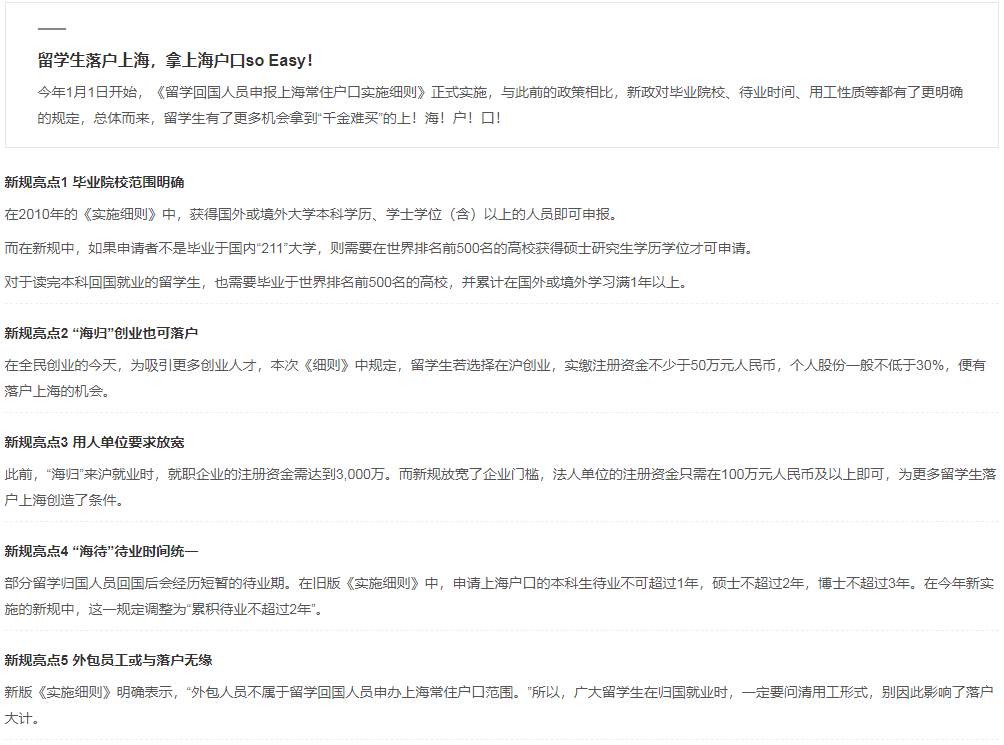 留学生落户上海，拿上海户口so Easy！
今年1月1日开始，《留学回国人员申报上海常住户口实施细则》正式实施，与此前的政策相比，新政对毕业院校、待业时间、用工性质等都有了更明确
的规定，总体而来，留学生有了更多机会拿到“千金难买”的上！海！户！口！
新规亮点1 毕业院校范围明确
在2010年的《实施细则》中，获得国外或境外大学本科学历、学士学位（含）以上的人员即可申报。
而在新规中，如果申请者不是毕业于国内“211”大学，则需要在世界排名前500名的高校获得硕士研究生学历学位才可申请。
对于读完本科回国就业的留学生，也需要毕业于世界排名前500名的高校，并累计在国外或境外学习满1年以上。
新规亮点2 “海归”创业也可落户
在全民创业的今天，为吸引更多创业人才，本次《细则》中规定，留学生若选择在沪创业，实缴注册资金不少于50万元人民币，个人股份一般不低于30%，便有
落户上海的机会。
新规亮点3 用人单位要求放宽
此前，“海归”来沪就业时，就职企业的注册资金需达到3,000万。而新规放宽了企业门槛，法人单位的注册资金只需在100万元人民币及以上即可，为更多留学生落
户上海创造了条件。
新规亮点4 “海待”待业时间统一
部分留学归国人员回国后会经历短暂的待业期。在旧版《实施细则》中，申请上海户口的本科生待业不可超过1年，硕士不超过2年，博士不超过3年。在今年新实
施的新规中，这一规定调整为“累积待业不超过2年”。
新规亮点5 外包员工或与落户无缘
新版《实施细则》明确表示，“外包人员不属于留学回国人员申办上海常住户口范围。”所以，广大留学生在归国就业时，一定要问清用工形式，别因此影响了落户
大计。